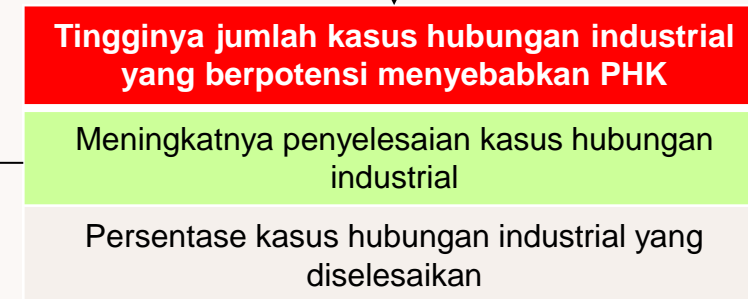 Tingginya jumlah kasus hubungan industrial
yang berpotensi menyebabkan PHK
Meningkatnya penyelesaian kasus hubungan
industrial
Persentase kasus hubungan industrial yang
diselesaikan